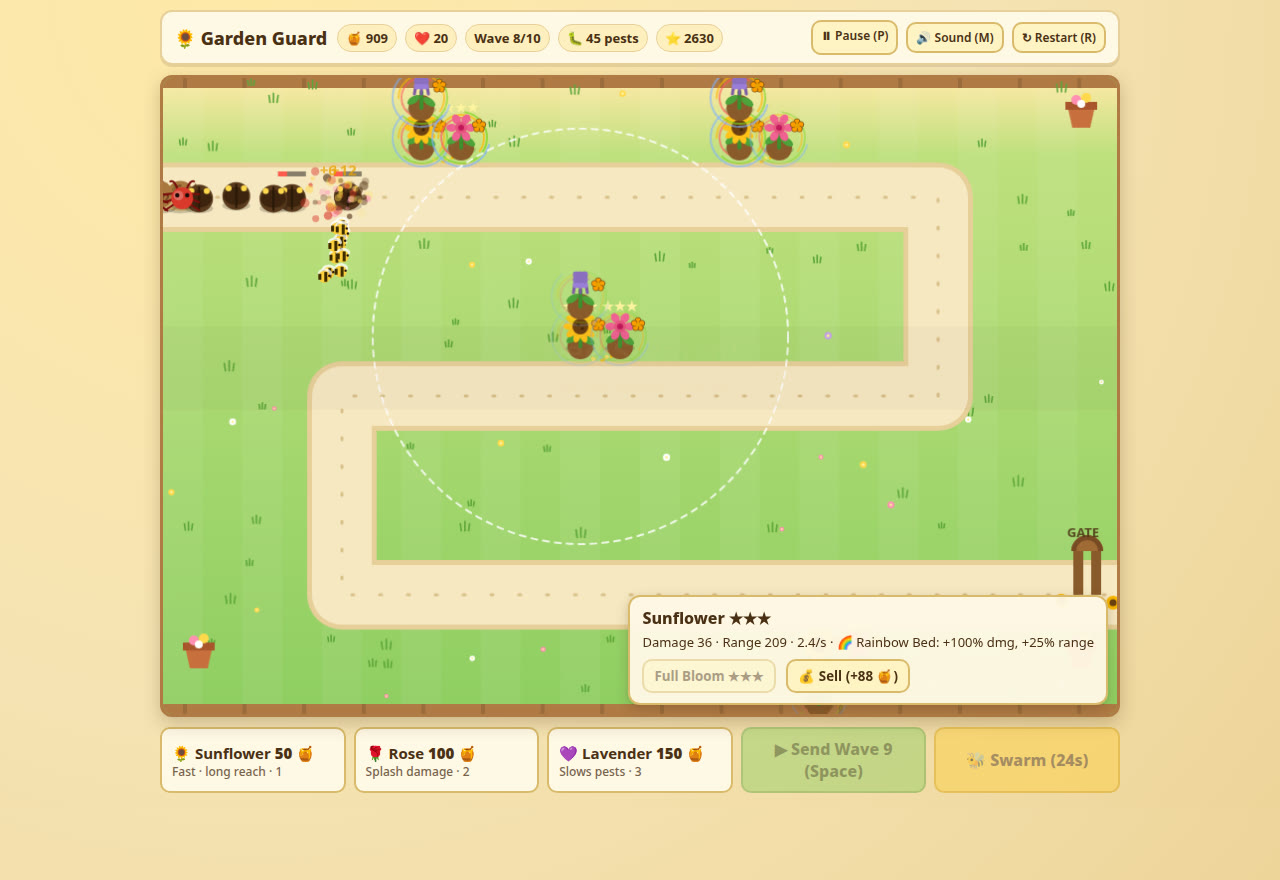 🌻 Garden Guard
🍯 909
❤️ 20
Wave 8/10
🐛 45 pests
⭐ 2630
⏸ Pause (P)
🔊 Sound (M)
↻ Restart (R)
★★★
★★★
GATE
Sunflower ★★★
Damage 36 · Range 209 · 2.4/s · 🌈 Rainbow Bed: +100% dmg, +25% range
Full Bloom ★★★
💰 Sell (+88 🍯)
🌻 Sunflower 50 🍯
Fast · long reach · 1
🌹 Rose 100 🍯
Splash damage · 2
💜 Lavender 150 🍯
Slows pests · 3
▶ Send Wave 9
(Space)
🐝 Swarm (24s)